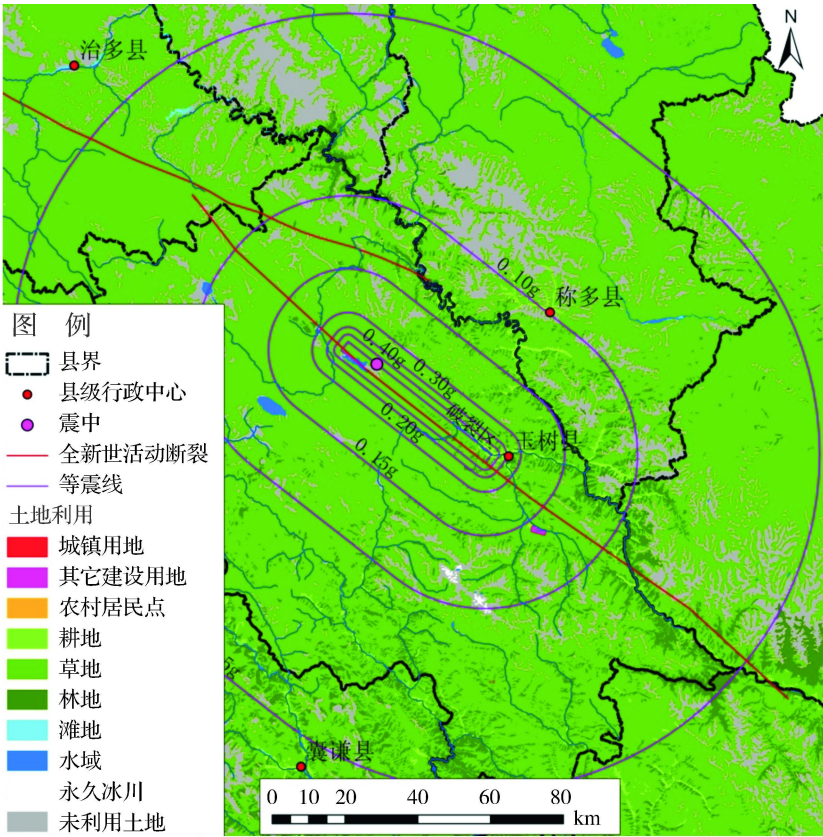 N
治多县
0.10g
称多县
0.40g
0.30g
破裂区
玉树县
0.20g
0.15g
5g
囊谦县
图 例
县界
县级行政中心
震中
全新世活动断裂
等震线
土地利用
城镇用地
其它建设用地
农村居民点
耕地
草地
林地
滩地
水域
永久冰川
未利用土地
0 10 20 40 60 80
km